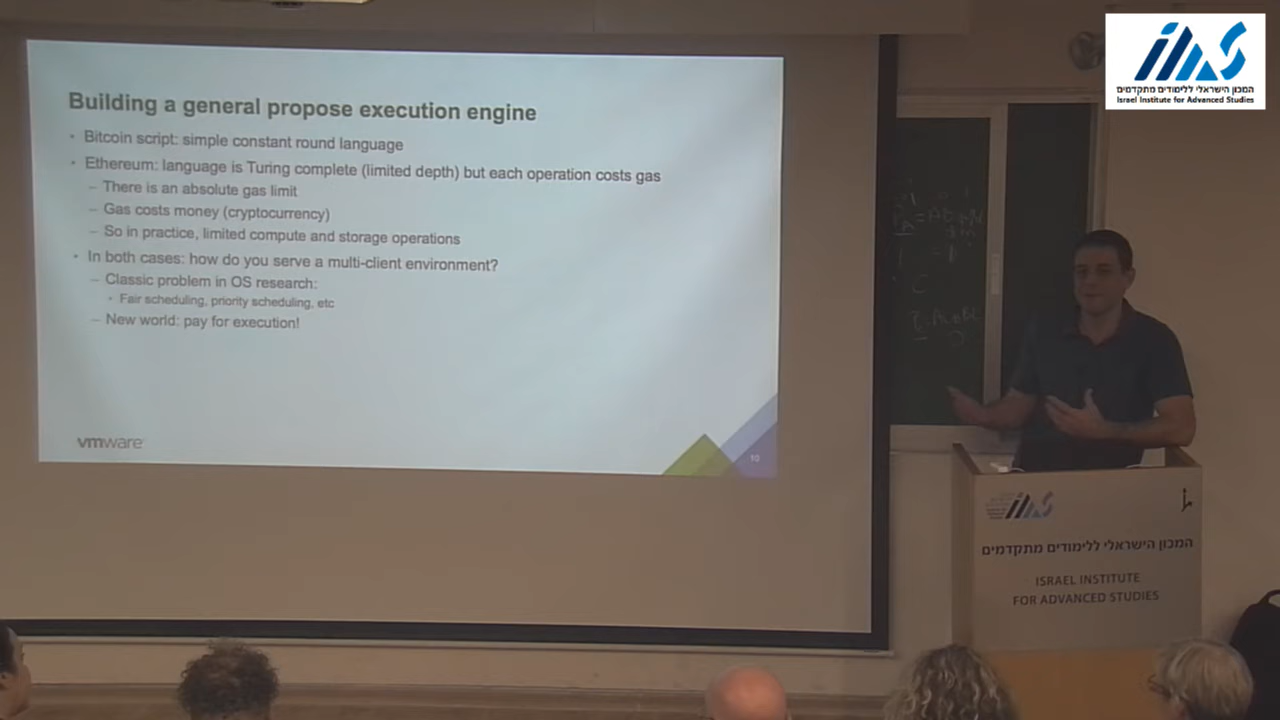 Building a general propose execution engine
• Bitcoin script: simple constant round language
• Ethereum: language is Turing complete (limited depth) but each operation costs gas
– There is an absolute gas limit
– Gas costs money (cryptocurrency)
– So in practice, limited compute and storage operations
• In both cases: how do you serve a multi-client environment?
– Classic problem in OS research:
• Fair scheduling, priority scheduling, etc
– New world: pay for execution!
vmware
10
המכון הישראלי ללימודים מתקדמים
Israel Institute for Advanced Studies
המכון הישראלי ללימודים מתקדמים
ISRAEL INSTITUTE
FOR ADVANCED STUDIES